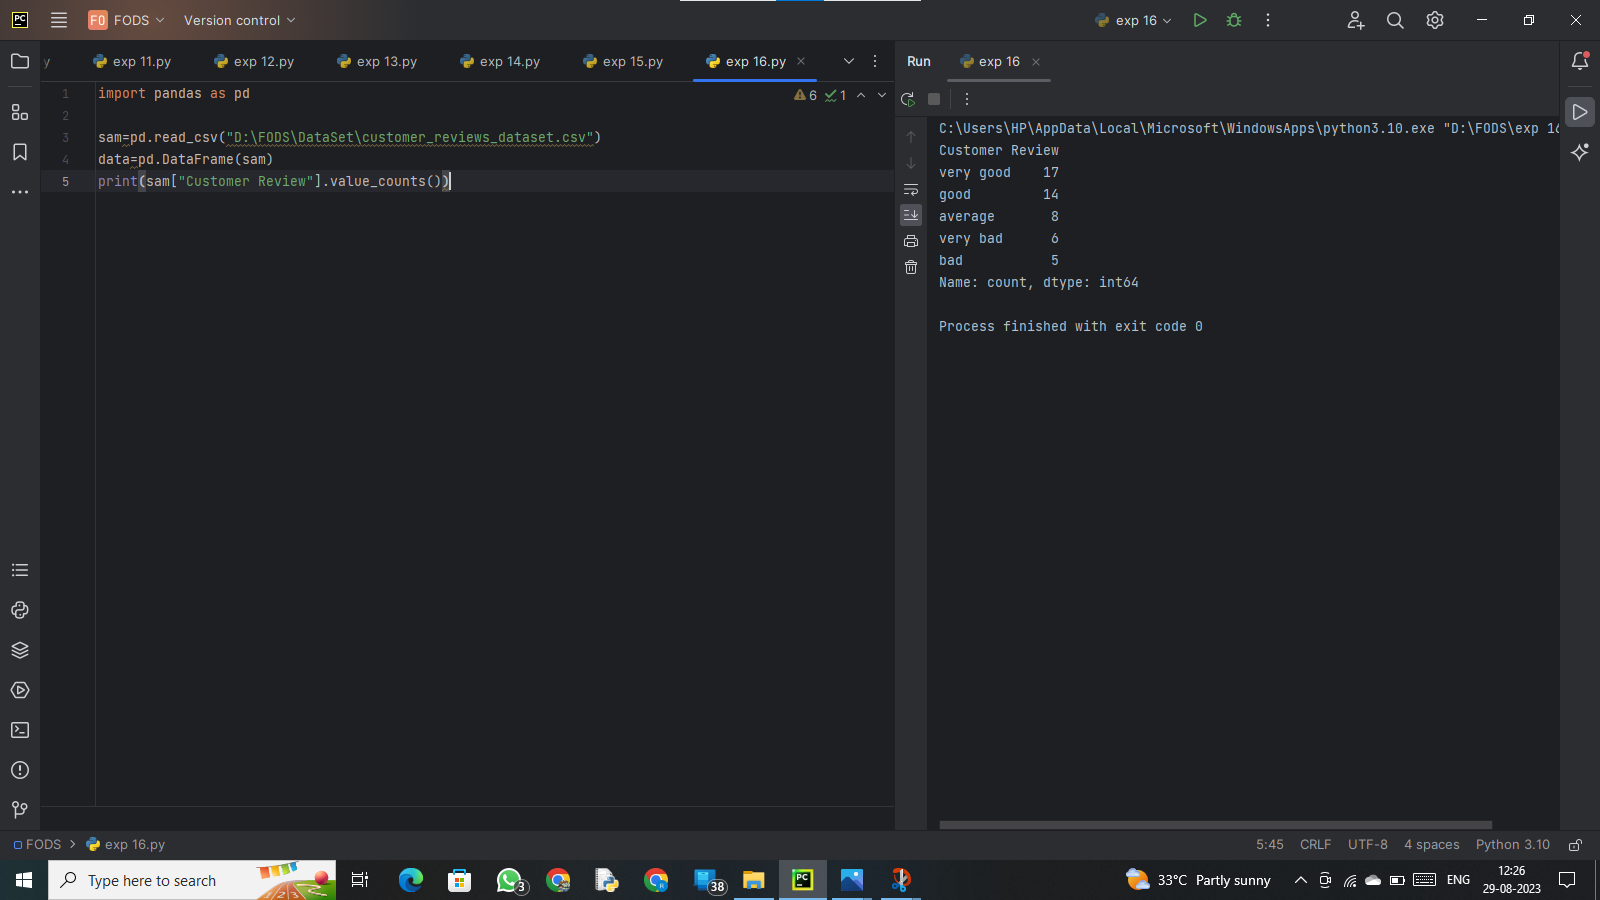 PC FO FODS Version control exp 16
y exp 11.py exp 12.py exp 13.py exp 14.py exp 15.py exp 16.py Run exp 16
1 import pandas as pd
6 1
2
3 sam=pd.read_csv("D:\FODS\DataSet\customer_reviews_dataset.csv")
4 data=pd.DataFrame(sam)
5 print(sam["Customer Review"].value_counts())
C:\Users\HP\AppData\Local\Microsoft\WindowsApps\python3.10.exe "D:\FODS\exp 16
Customer Review
very good 17
good 14
average 8
very bad 6
bad 5
Name: count, dtype: int64
Process finished with exit code 0
FODS exp 16.py 5:45 CRLF UTF-8 4 spaces Python 3.10
Type here to search 3 38 PC 33°C Partly sunny ENG 12:26
29-08-2023